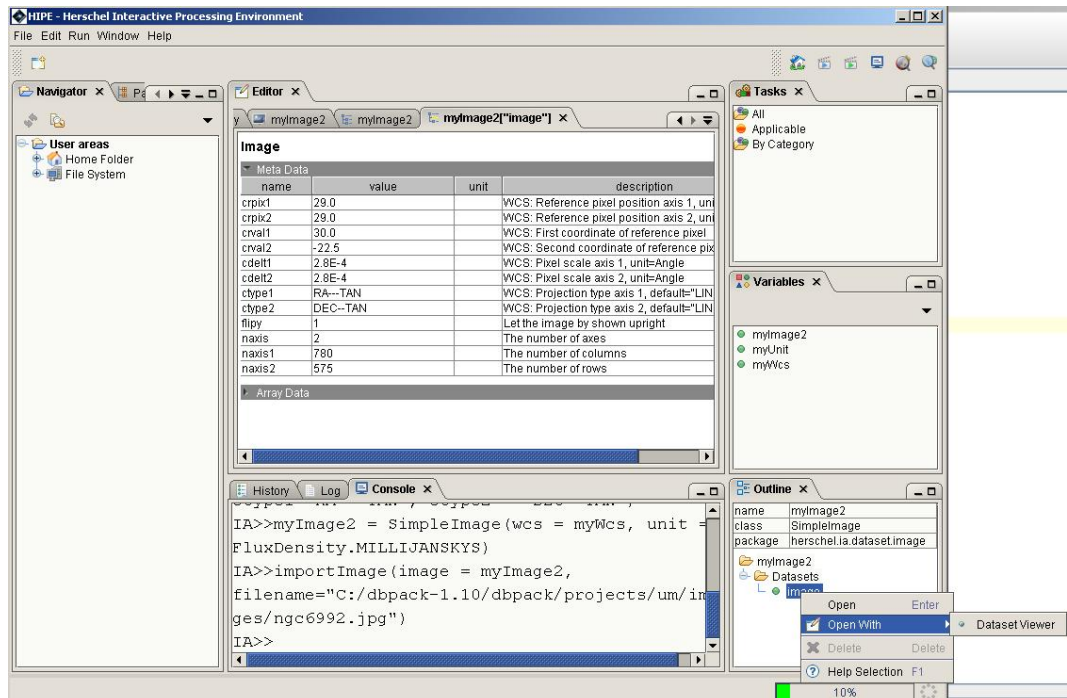 HIPE - Herschel Interactive Processing Environment
File Edit Run Window Help
Navigator
User areas
Home Folder
File System
Editor
myImage2
myImage2
myImage2["image"]
Image
Meta Data
name value unit description
crpix1 29.0 WCS: Reference pixel position axis 1, uni
crpix2 29.0 WCS: Reference pixel position axis 2, uni
crval1 30.0 WCS: First coordinate of reference pixel
crval2 -22.5 WCS: Second coordinate of reference pix
cdelt1 2.8E-4 WCS: Pixel scale axis 1, unit=Angle
cdelt2 2.8E-4 WCS: Pixel scale axis 2, unit=Angle
ctype1 RA---TAN WCS: Projection type axis 1, default="LIN
ctype2 DEC--TAN WCS: Projection type axis 2, default="LIN
flipy 1 Let the image by shown upright
naxis 2 The number of axes
naxis1 780 The number of columns
naxis2 575 The number of rows
Array Data
History Log Console
IA>>myImage2 = SimpleImage(wcs = myWcs, unit =
FluxDensity.MILLIJANSKYS)
IA>>importImage(image = myImage2,
filename="C:/dbpack-1.10/dbpack/projects/um/im
ges/ngc6992.jpg")
IA>>
Tasks
All
Applicable
By Category
Variables
myImage2
myUnit
myWcs
Outline
name myImage2
class SimpleImage
package herschel.ia.dataset.image
myImage2
Datasets
image
Open Enter
Open With
Dataset Viewer
Delete Delete
Help Selection F1
10%